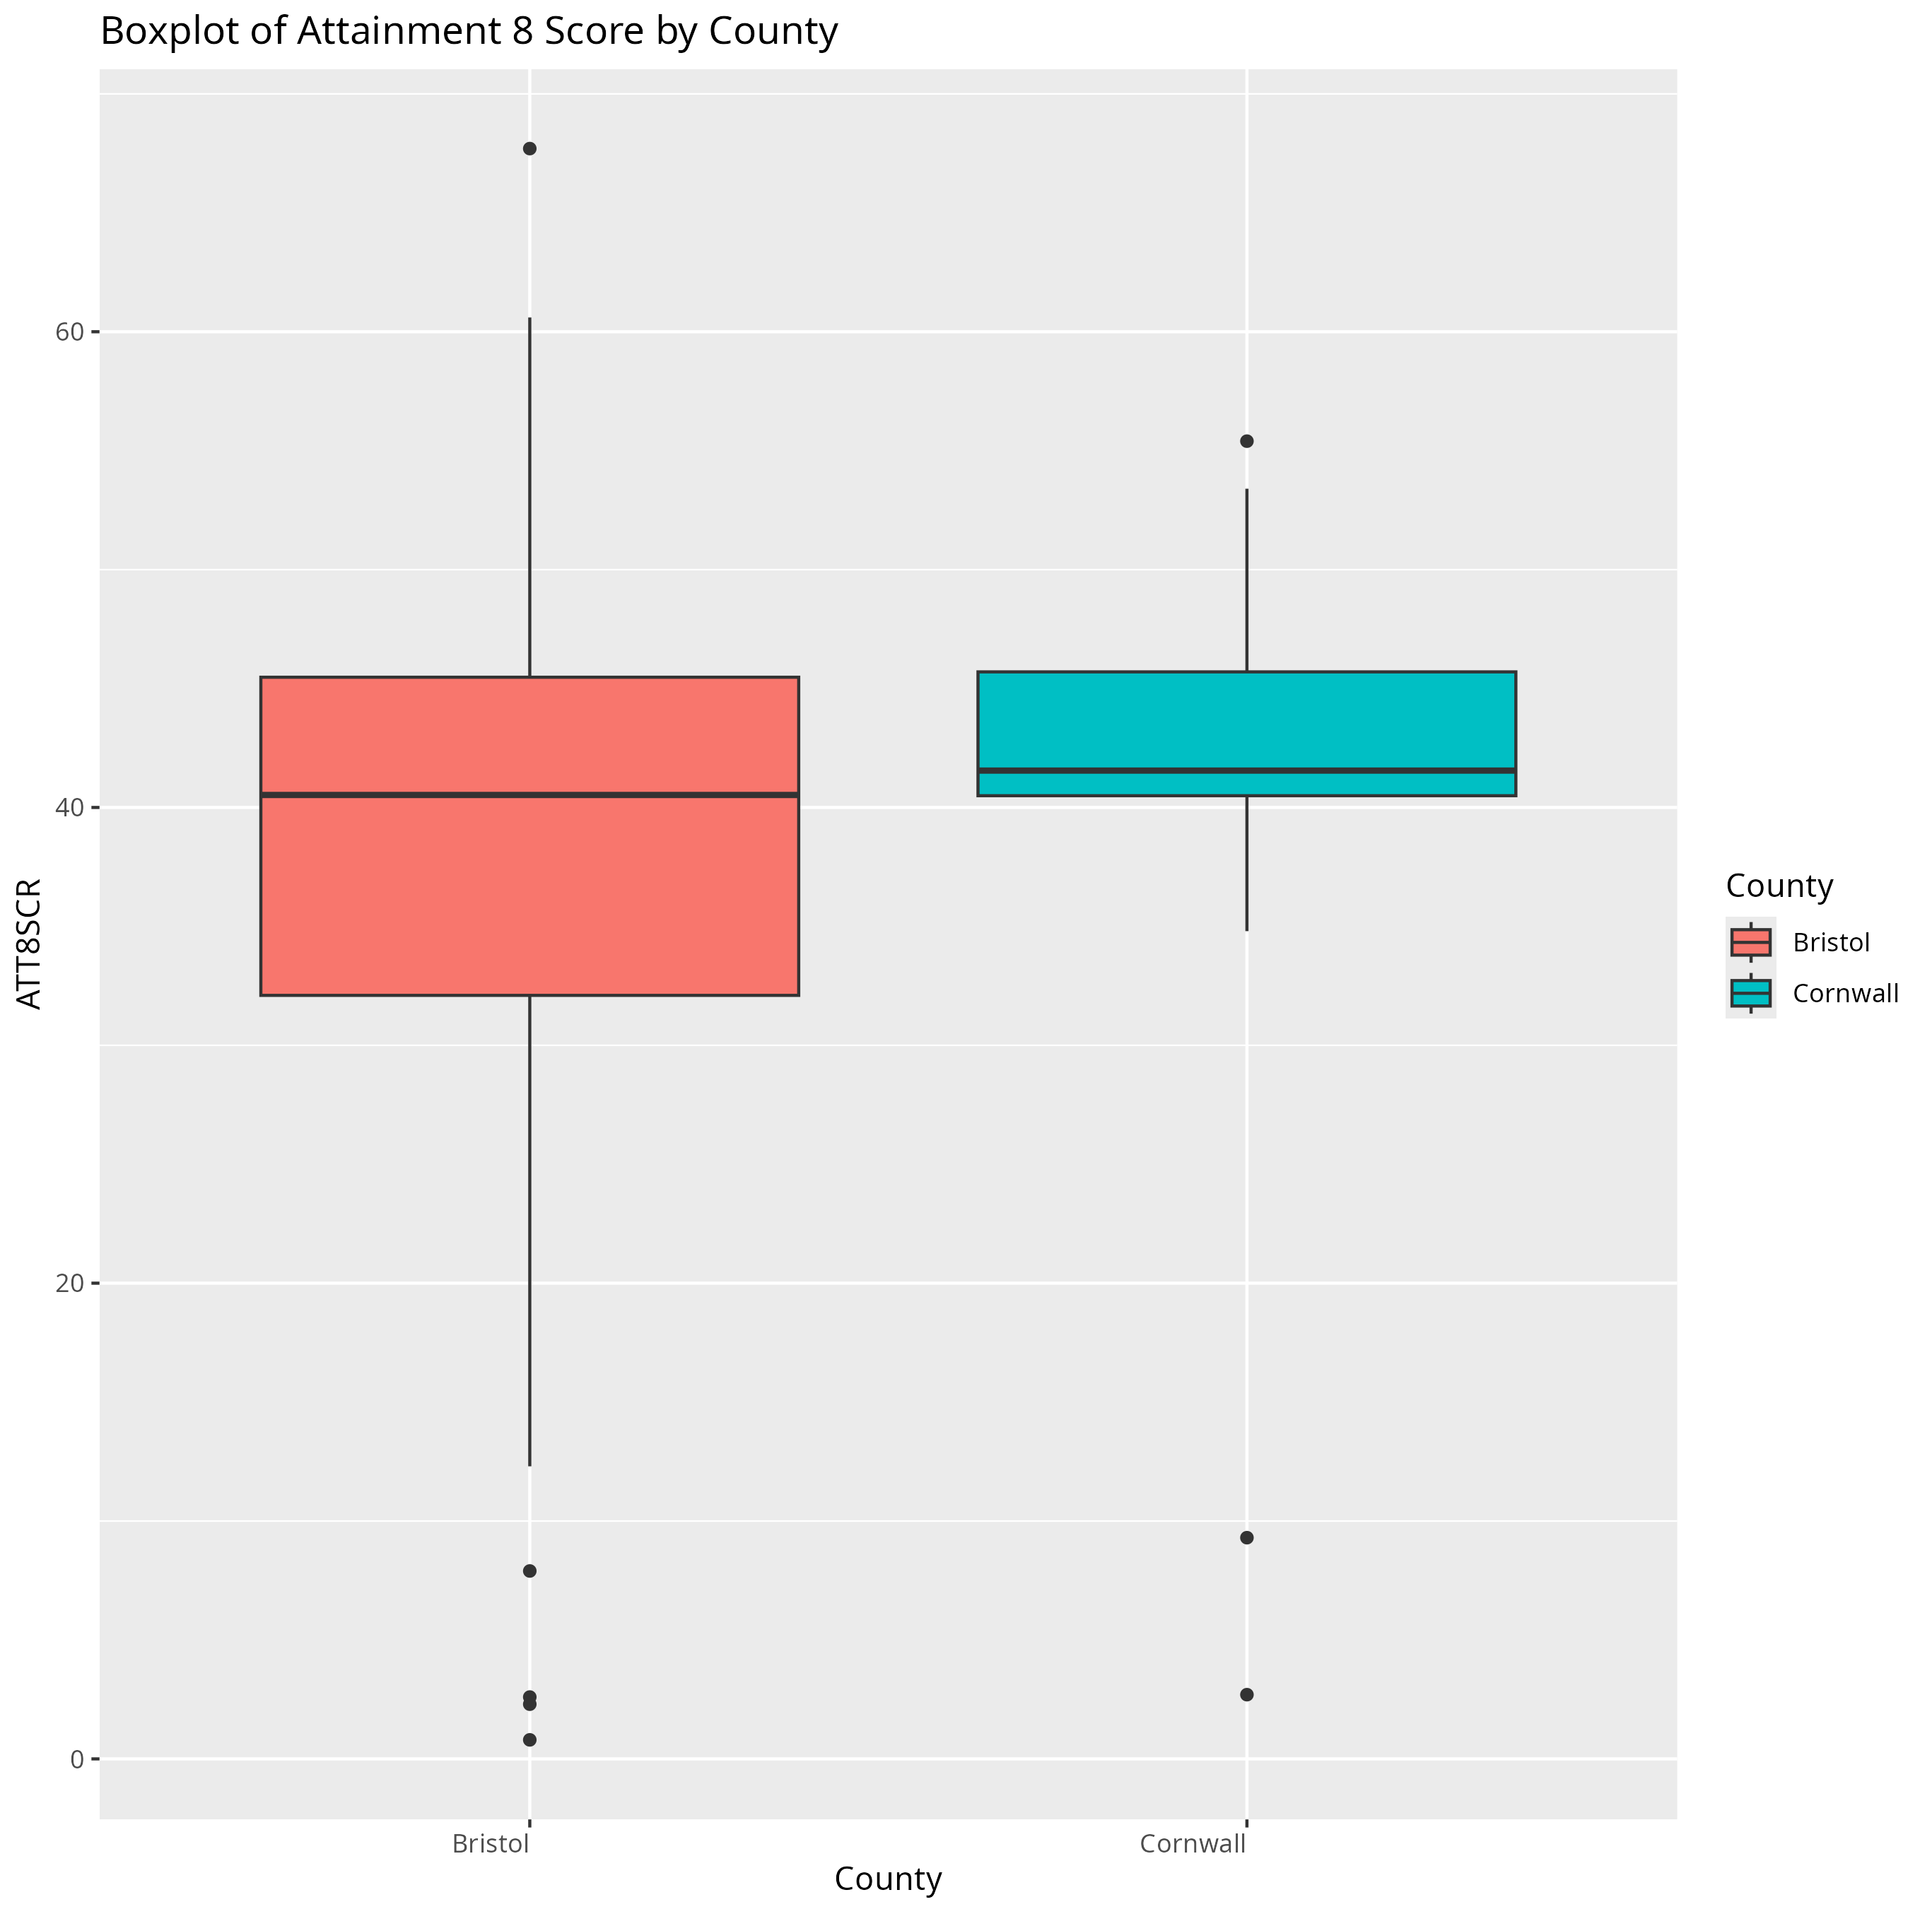 Boxplot of Attainment 8 Score by County
60
40
20
0
ATT8SCR
Bristol
Cornwall
County
County
Bristol
Cornwall